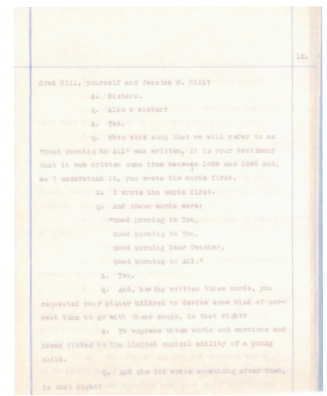 dred Hill, yourself and Jessica M. Hill?
A. Sisters.
Q. Also a sister?
A. Yes.
Q. When this song that we will refer to as
"Good Morning to All" was written, it is your testimony
that it was written some time between and and,
as I understand it, you wrote the words first.
A. I wrote the words first.
Q. And those words were:
"Good morning to You,
Good morning to You,
Good morning Dear Teacher,
Good morning to All."
A. Yes.
Q. And, having written those words, you
requested your sister Mildred to devise some kind of cor-
rect tune to go with those songs, is that right?
A. To express those words and emotions and
ideas fitted to the limited musical ability of a young
child.
Q. And she did write something after that,
is that right?